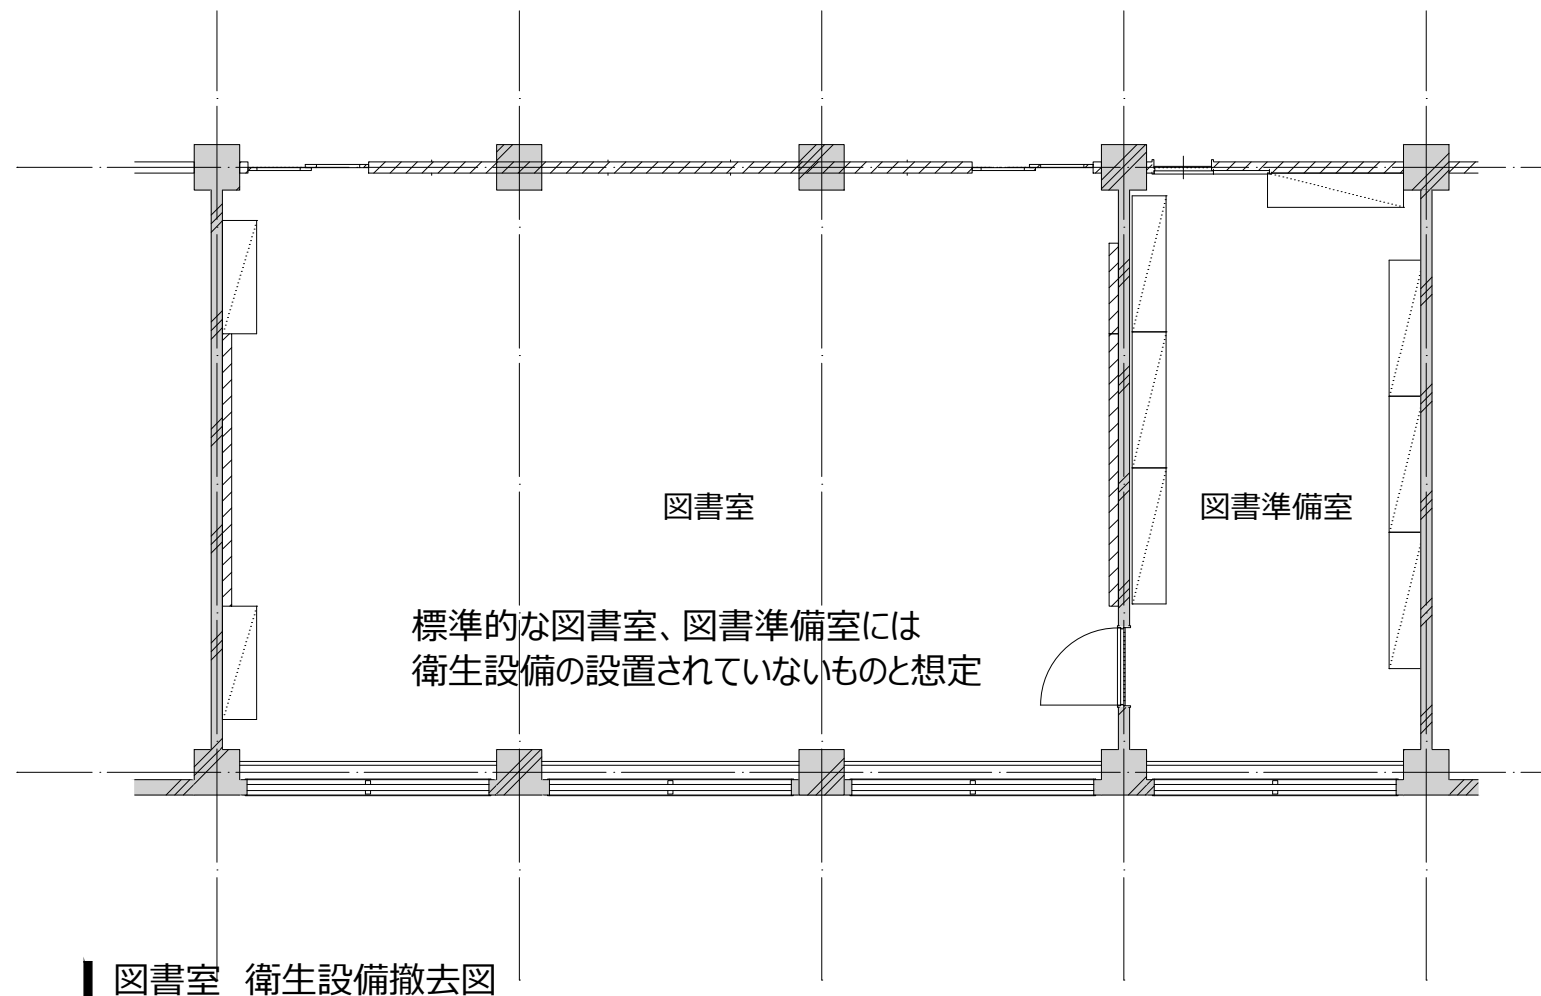 図書室
図書準備室
標準的な図書室、図書準備室には
衛生設備の設置されていないものと想定
図書室 衛生設備撤去図